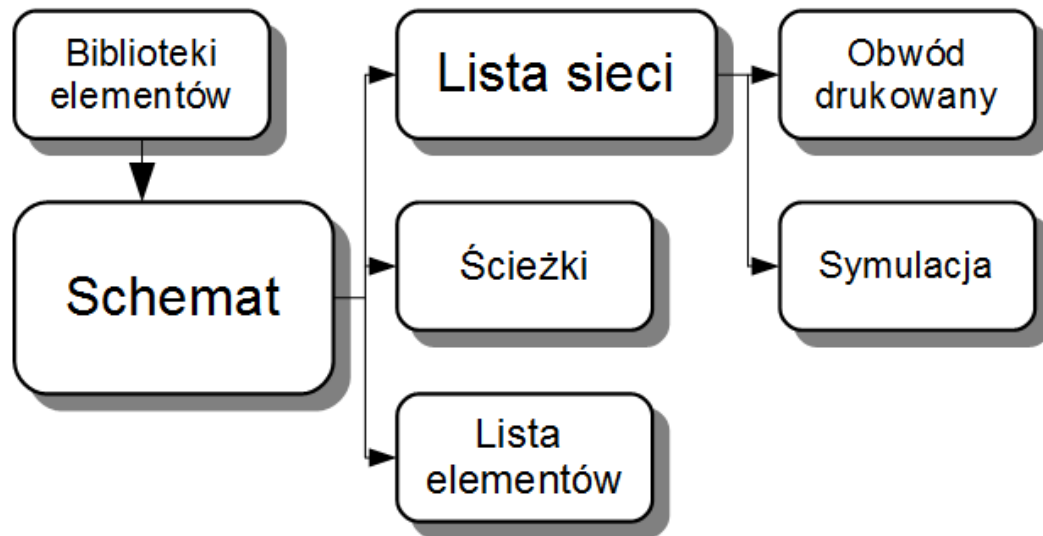 Biblioteki
elementów
Lista sieci
Obwód
drukowany
Schemat
Ścieżki
Symulacja
Lista
elementów